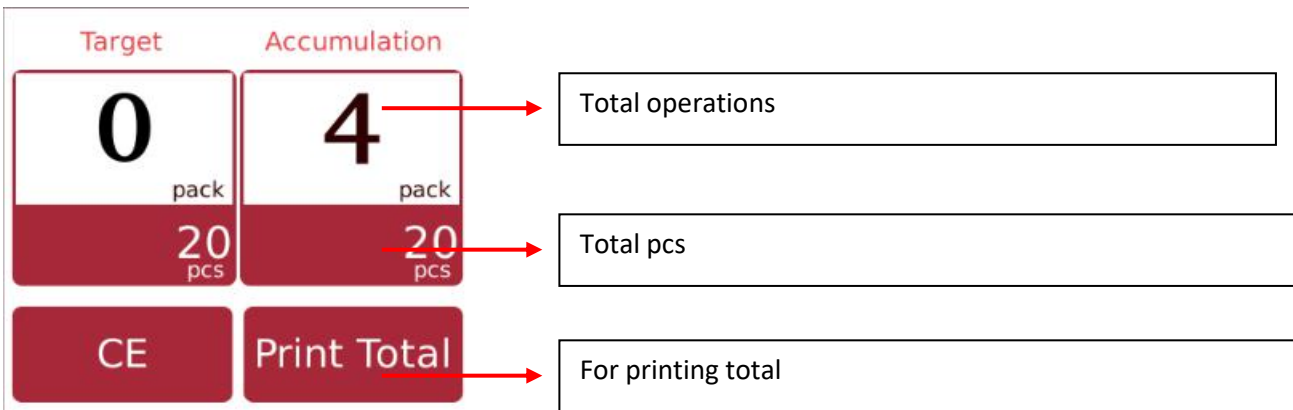 Target Accumulation
0 4 Total operations
pack pack
20 20 Total pcs
pcs pcs
CE Print Total For printing total